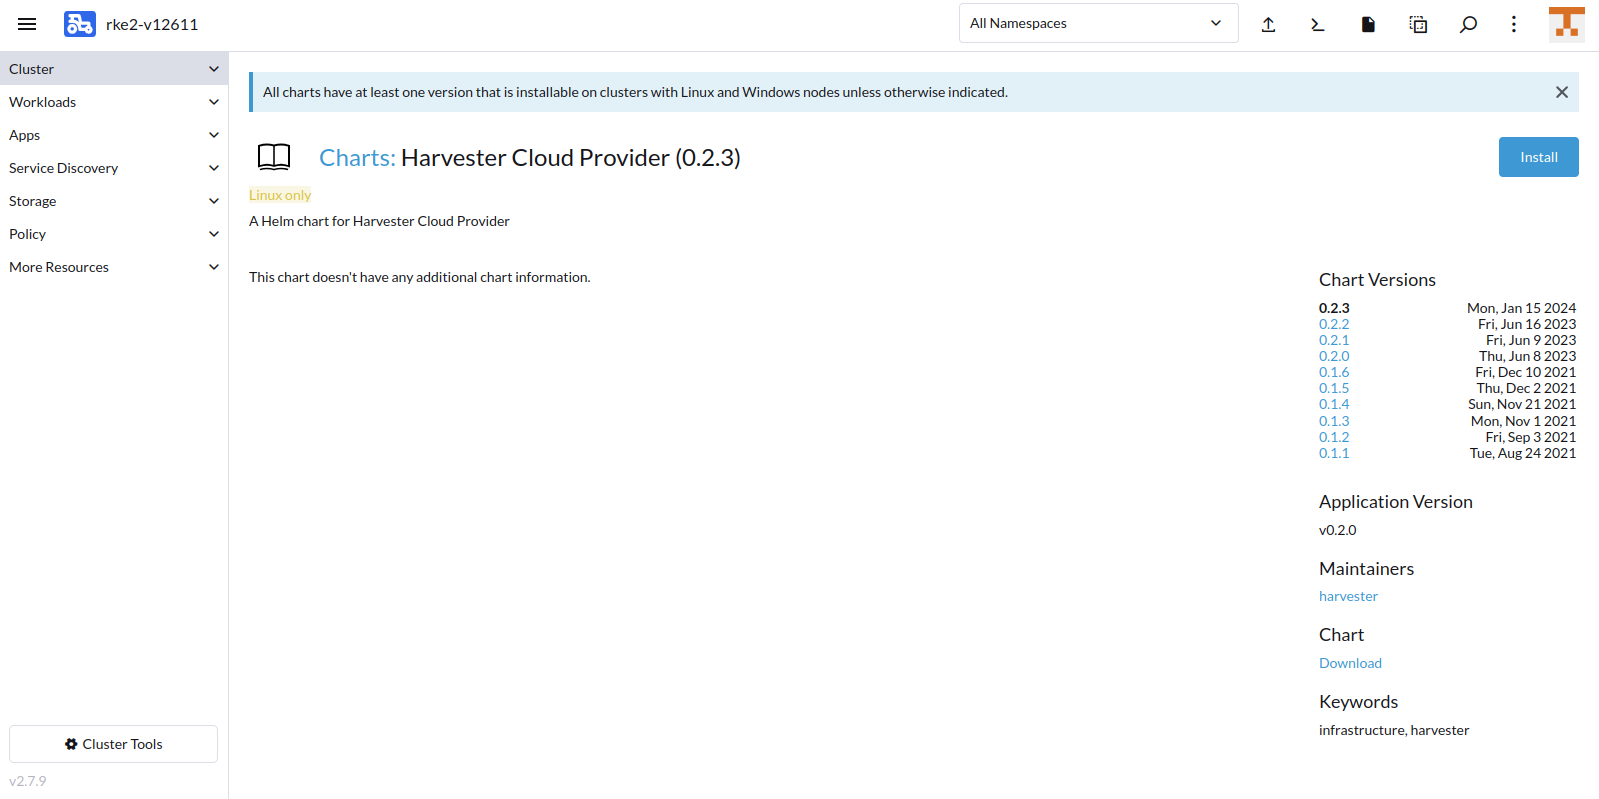 rke2-v12611
All Namespaces
Cluster
Workloads
Apps
Service Discovery
Storage
Policy
More Resources
Cluster Tools
v2.7.9
All charts have at least one version that is installable on clusters with Linux and Windows nodes unless otherwise indicated.
Charts: Harvester Cloud Provider (0.2.3)
Install
Linux only
A Helm chart for Harvester Cloud Provider
This chart doesn't have any additional chart information.
Chart Versions
0.2.3 Mon, Jan 15 2024
0.2.2 Fri, Jun 16 2023
0.2.1 Fri, Jun 9 2023
0.2.0 Thu, Jun 8 2023
0.1.6 Fri, Dec 10 2021
0.1.5 Thu, Dec 2 2021
0.1.4 Sun, Nov 21 2021
0.1.3 Mon, Nov 1 2021
0.1.2 Fri, Sep 3 2021
0.1.1 Tue, Aug 24 2021
Application Version
v0.2.0
Maintainers
harvester
Chart
Download
Keywords
infrastructure, harvester